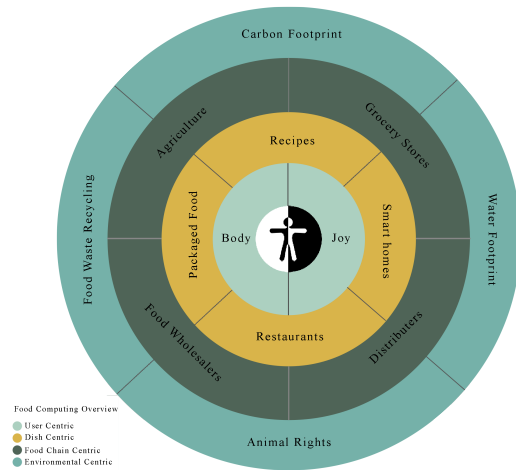 Carbon Footprint
Agriculture
Grocery Stores
Recipes
Food Waste Recycling
Packaged Food
Body
Joy
Smart homes
Water Footprint
Restaurants
Food Wholesalers
Distributers
Animal Rights
Food Computing Overview
User Centric
Dish Centric
Food Chain Centric
Environmental Centric